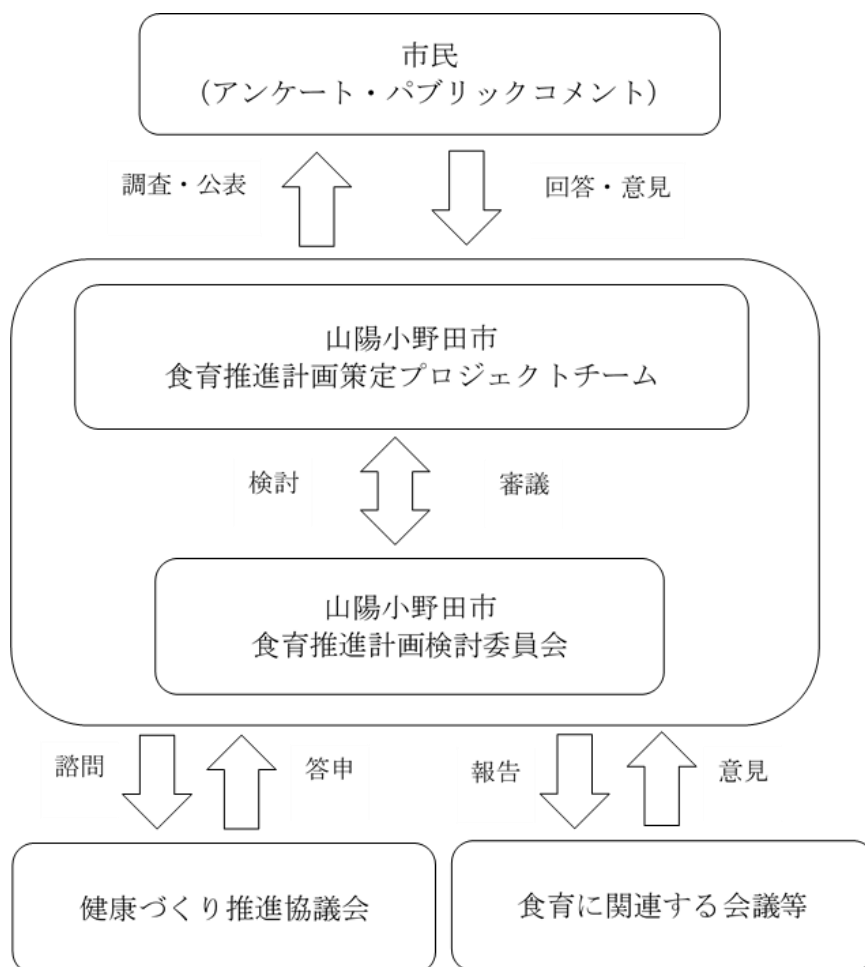 市民
（アンケート・パブリックコメント）
調査・公表
回答・意見
山陽小野田市
食育推進計画策定プロジェクトチーム
検討
審議
山陽小野田市
食育推進計画検討委員会
諮問
答申
報告
意見
健康づくり推進協議会
食育に関連する会議等